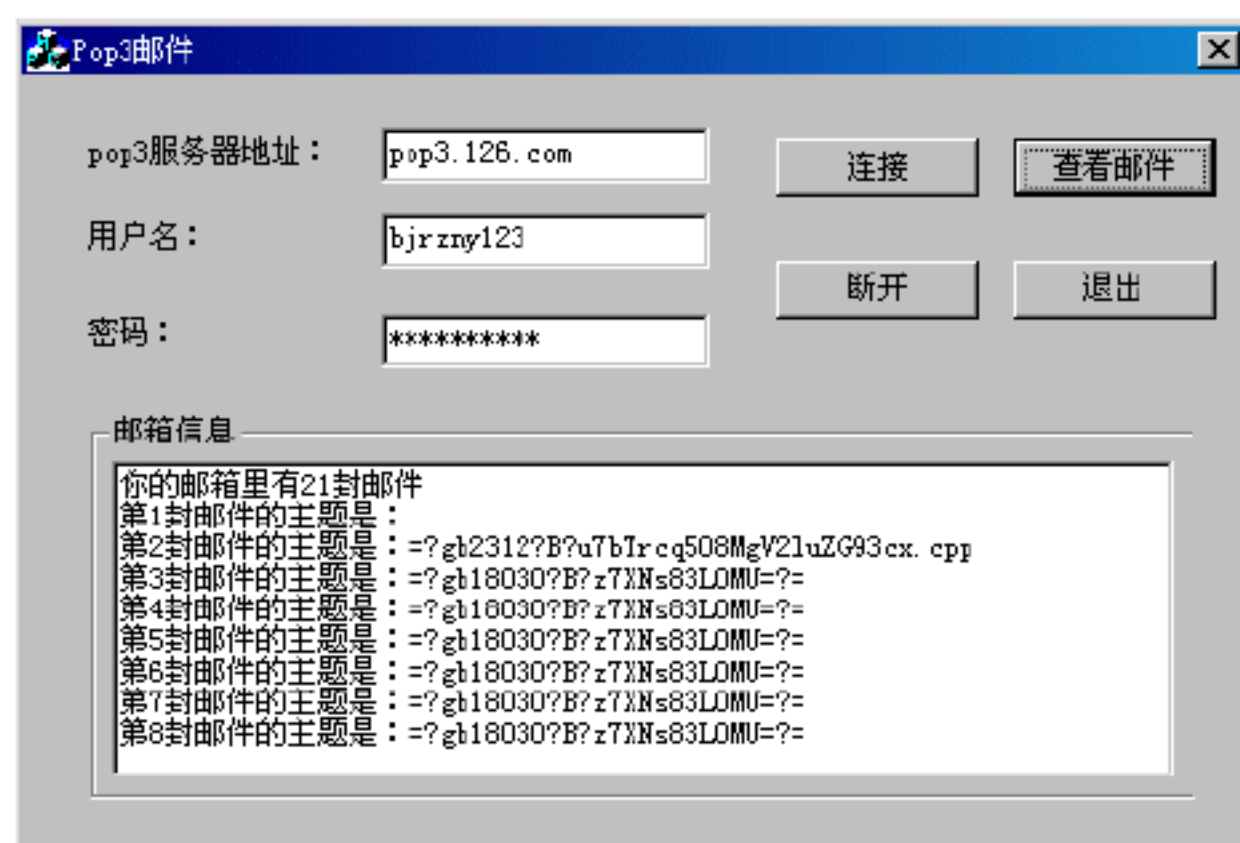 Pop3邮件
pop3服务器地址：
pop3.126.com
连接
查看邮件
用户名：
bjrzny123
断开
退出
密码：
**********
邮箱信息
你的邮箱里有21封邮件
第1封邮件的主题是：
第2封邮件的主题是：=?gb2312?B?u7bTrcq508MgV2luZG93cx.cpp
第3封邮件的主题是：=?gb18030?B?z7XNs83L0MU=?=
第4封邮件的主题是：=?gb18030?B?z7XNs83L0MU=?=
第5封邮件的主题是：=?gb18030?B?z7XNs83L0MU=?=
第6封邮件的主题是：=?gb18030?B?z7XNs83L0MU=?=
第7封邮件的主题是：=?gb18030?B?z7XNs83L0MU=?=
第8封邮件的主题是：=?gb18030?B?z7XNs83L0MU=?=